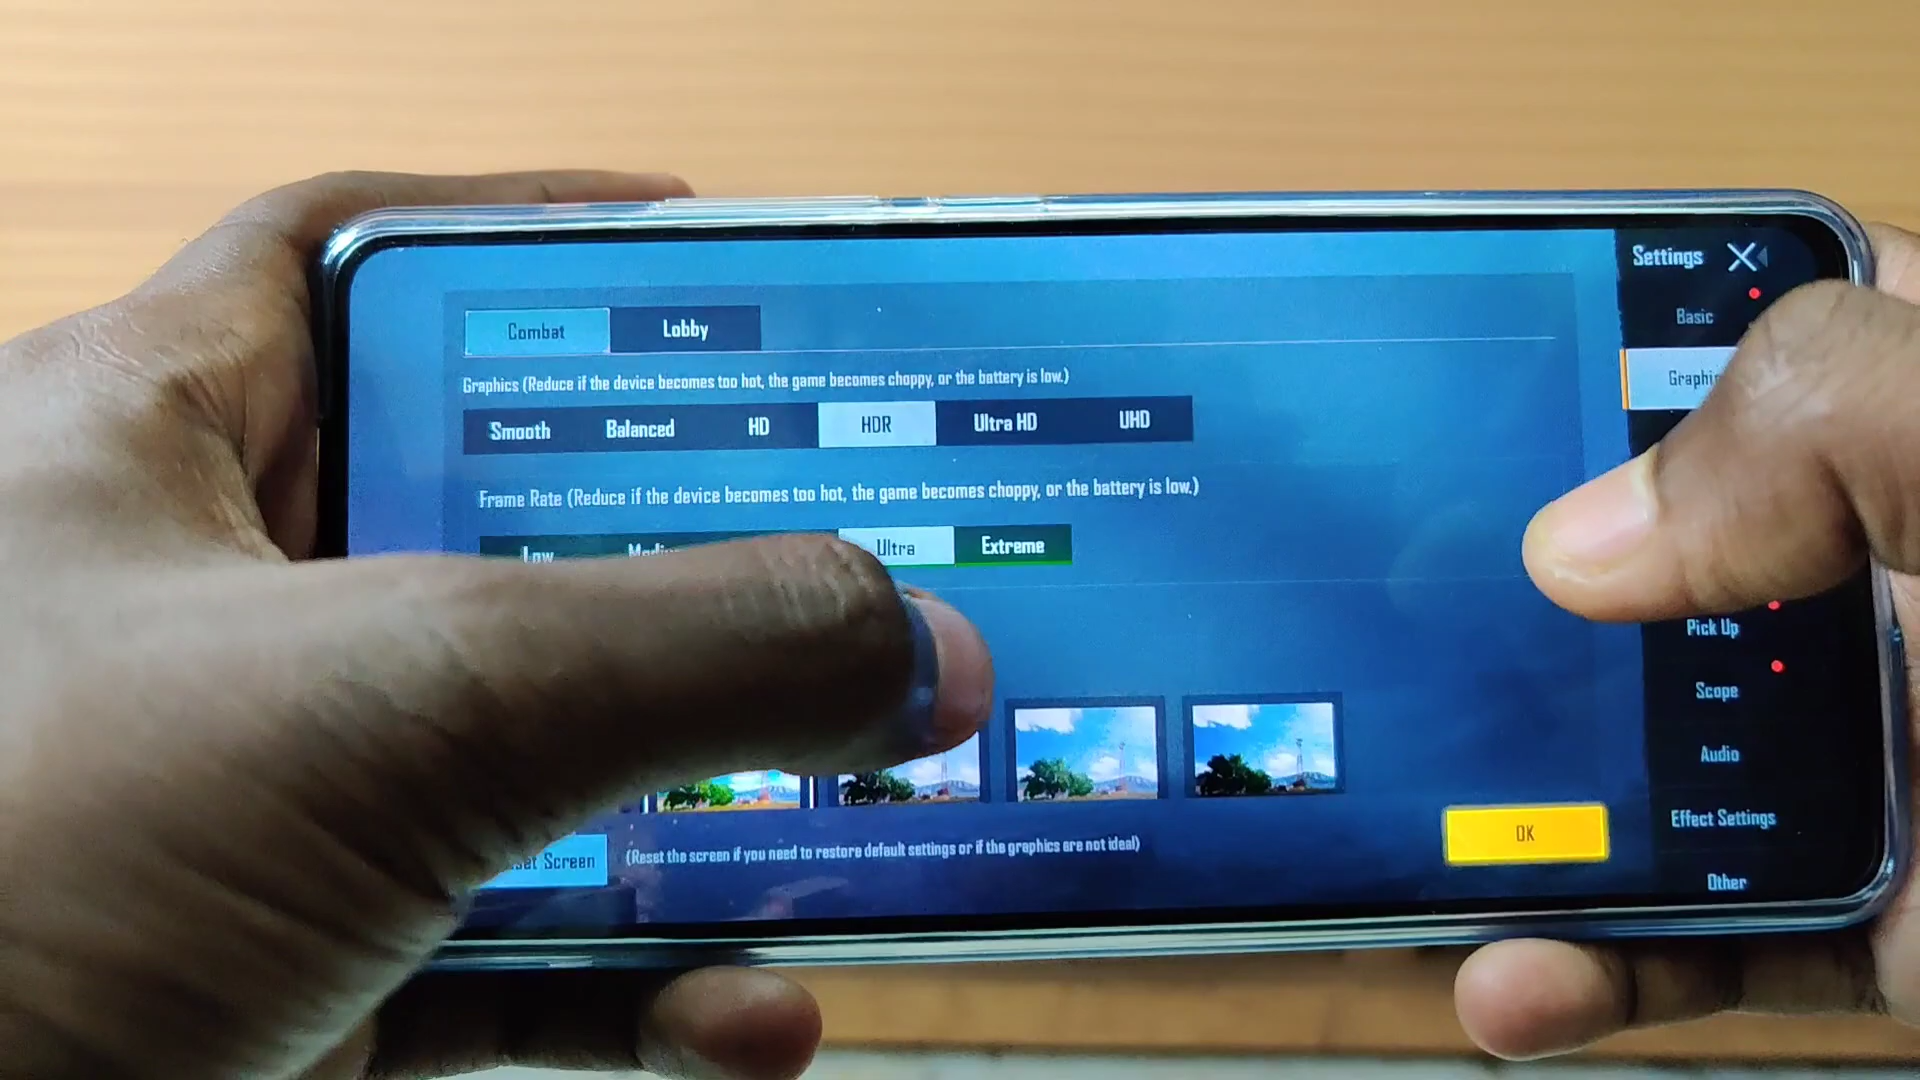 Settings
Basic
Combat Lobby
Graphics (Reduce if the device becomes too hot, the game becomes choppy, or the battery is low.)
Smooth Balanced HD HDR Ultra HD UHD
Frame Rate (Reduce if the device becomes too hot, the game becomes choppy, or the battery is low.)
Low Ultra Extreme
Screen (Reset the screen if you need to restore default settings or if the graphics are not ideal)
OK
Pick Up
Scope
Audio
Effect Settings
Other